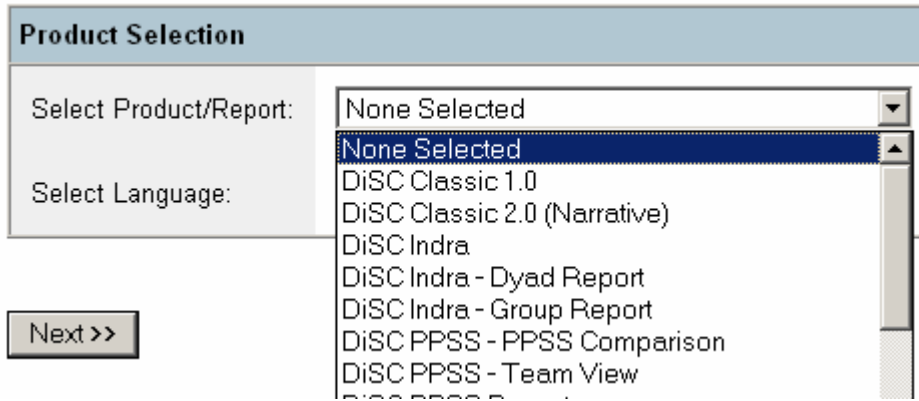 Product Selection
Select Product/Report:
None Selected
None Selected
DiSC Classic 1.0
Select Language:
DiSC Classic 2.0 (Narrative)
DiSC Indra
DiSC Indra - Dyad Report
DiSC Indra - Group Report
Next >>
DiSC PPSS - PPSS Comparison
DiSC PPSS - Team View